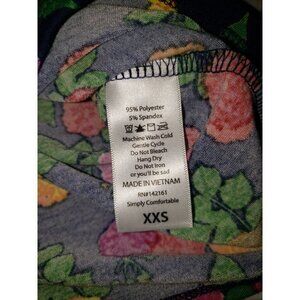 95% Polyester
5% Spandex
Machine Wash Cold
Gentle Cycle
Do Not Bleach
Hang Dry
Do Not Iron
or you'll be sad
MADE IN VIETNAM
RN#142161
Simply Comfortable
XXS